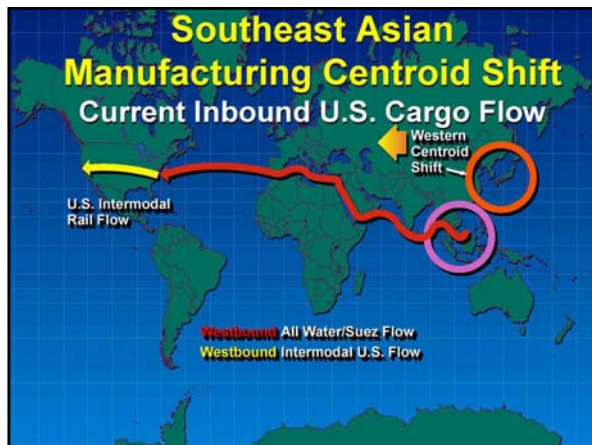 Southeast Asian
Manufacturing Centroid Shift
Current Inbound U.S. Cargo Flow
Western
Centroid
Shift
U.S. Intermodal
Rail Flow
Westbound All Water/Suez Flow
Westbound Intermodal U.S. Flow